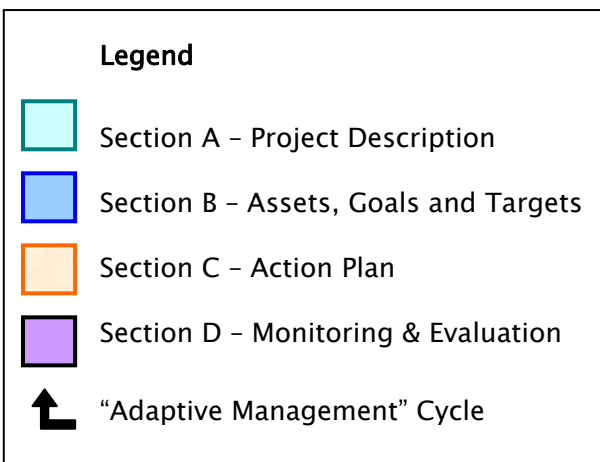 Legend
Section A – Project Description
Section B – Assets, Goals and Targets
Section C – Action Plan
Section D – Monitoring & Evaluation
“Adaptive Management” Cycle